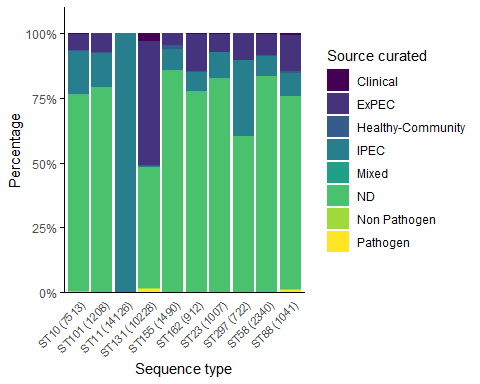 100%
75%
50%
25%
0%
Percentage
ST10 (7513)
ST101 (1208)
ST11 (14126)
ST131 (10228)
ST155 (1490)
ST162 (912)
ST23 (1007)
ST297 (722)
ST58 (2340)
ST88 (1041)
Sequence type
Source curated
Clinical
ExPEC
Healthy-Community
IPEC
Mixed
ND
Non Pathogen
Pathogen